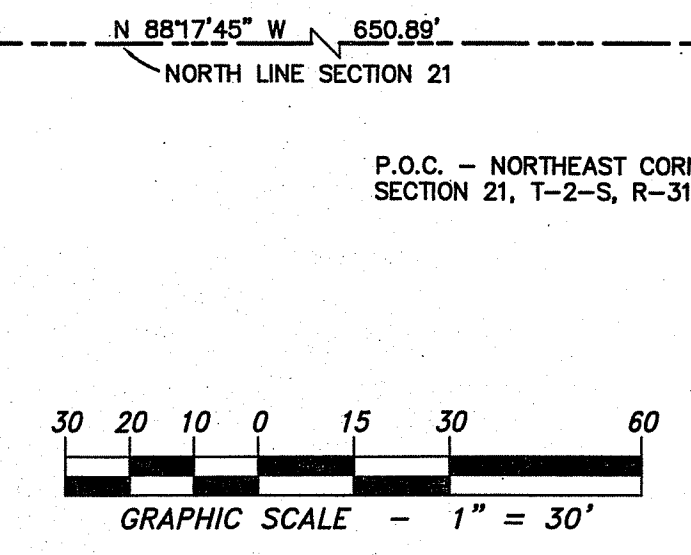 N 88°17'45" W 650.89'
NORTH LINE SECTION 21
P.O.C. – NORTHEAST
SECTION 21, T–2–S, R–31
30 20 10 0 15 30 60
GRAPHIC SCALE – 1" = 30'